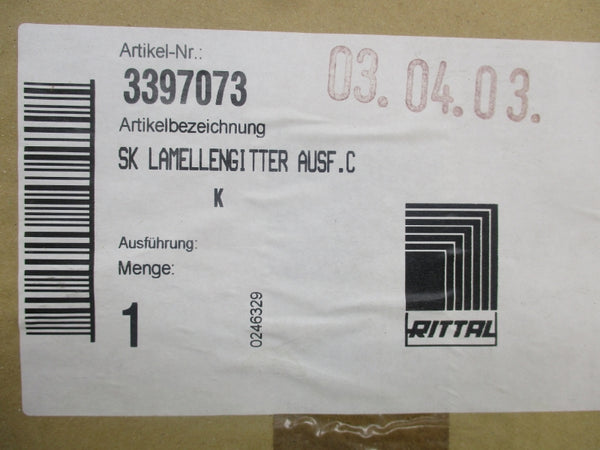 Artikel-Nr.:
03.04.03.
3397073
Artikelbezeichnung
SK LAMELLENGITTER AUSF.C
K
Ausführung:
Menge:
1
0246329
RITTAL